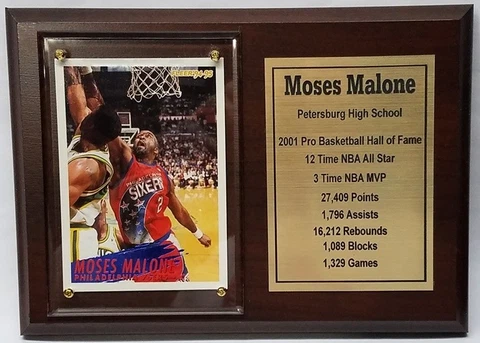 FLEER '94-95
SIXERS
2
MOSES MALONE
PHILADELPHIA
Moses Malone
Petersburg High School
2001 Pro Basketball Hall of Fame
12 Time NBA All Star
3 Time NBA MVP
27,409 Points
1,796 Assists
16,212 Rebounds
1,089 Blocks
1,329 Games